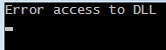 Error access to DLL